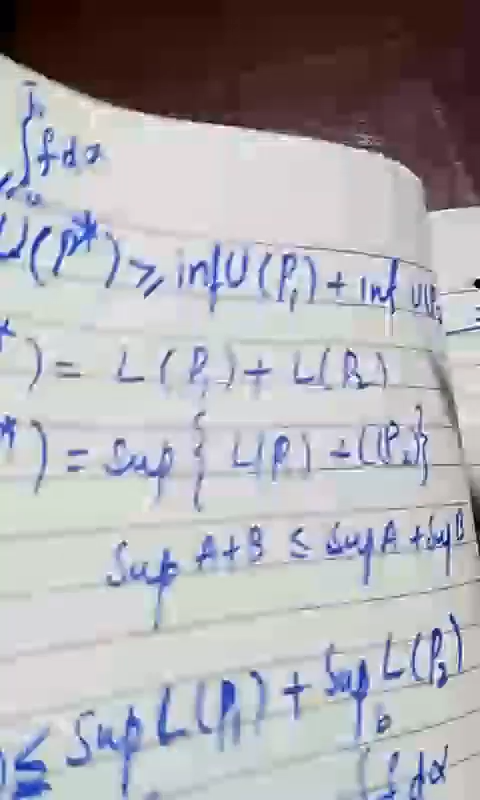 ∫ f dα
U(P*) ≥ inf U(P₁) + inf U(P₂
*) = L(P₁) + L(P₂)
*) = Sup { L(P₁) + L(P₂)}
Sup A+B ≤ Sup A + Sup B
) ≤ Sup L(P₁) + Sup L(P₂)
b
∫ f dα